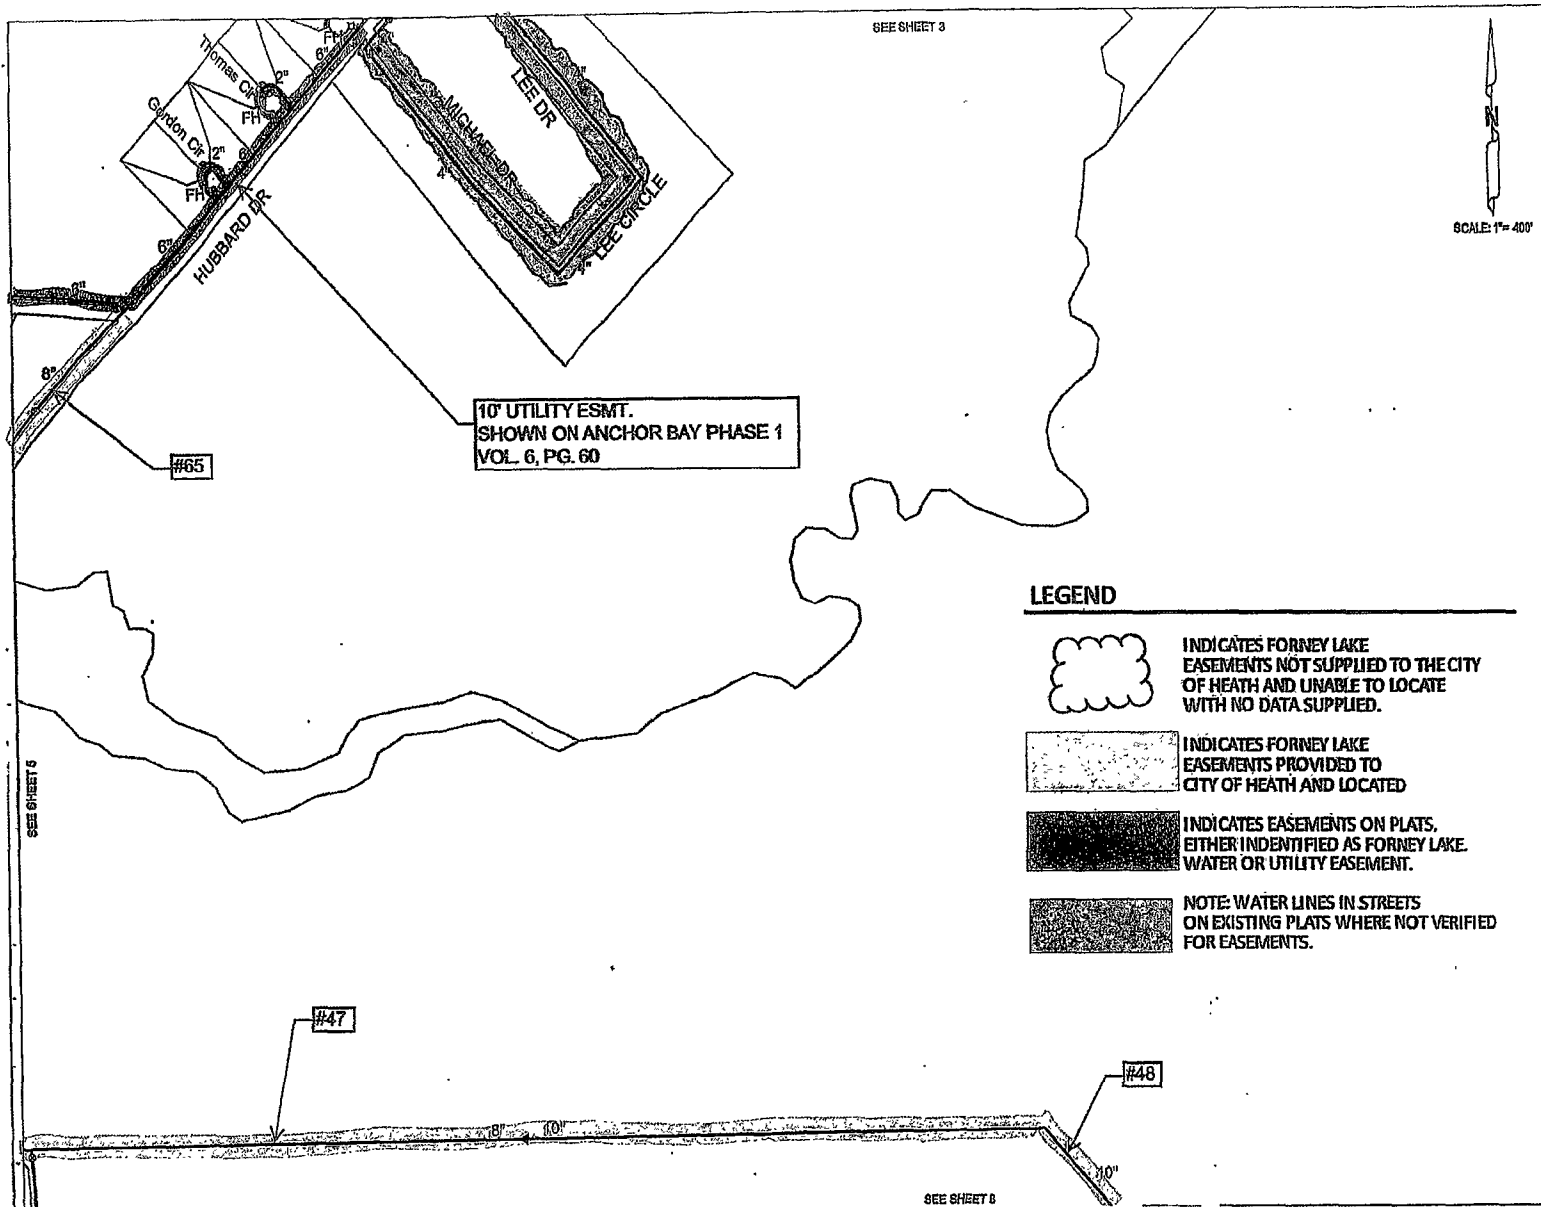 SEE SHEET 3
N
SCALE: 1"= 400'
FH
6"
Thomas Cir
2"
FH
Gordon Cir
2"
6"
FH
6"
HUBBARD DR
MICHAEL DR
4"
LEE DR
LEE CIRCLE
8"
#65
10' UTILITY ESMT.
SHOWN ON ANCHOR BAY PHASE 1
VOL. 6, PG. 60
LEGEND
INDICATES FORNEY LAKE
EASEMENTS NOT SUPPLIED TO THE CITY
OF HEATH AND UNABLE TO LOCATE
WITH NO DATA SUPPLIED.
INDICATES FORNEY LAKE
EASEMENTS PROVIDED TO
CITY OF HEATH AND LOCATED
INDICATES EASEMENTS ON PLATS,
EITHER INDENTIFIED AS FORNEY LAKE.
WATER OR UTILITY EASEMENT.
NOTE: WATER LINES IN STREETS
ON EXISTING PLATS WHERE NOT VERIFIED
FOR EASEMENTS.
SEE SHEET 5
#47
#48
8"
10"
10"
SEE SHEET 8